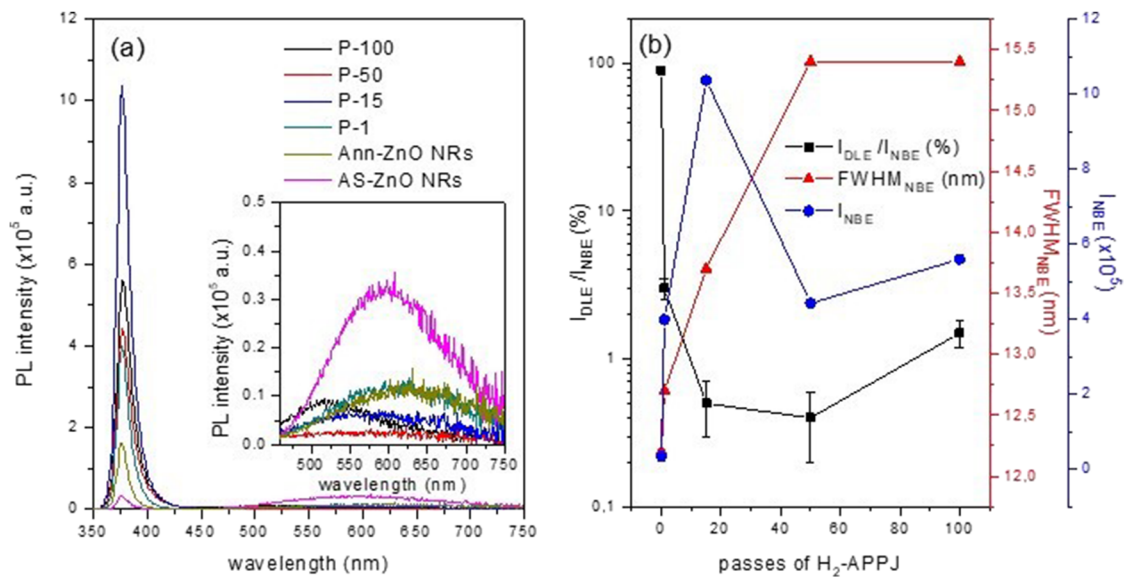 (a)
P-100
P-50
P-15
P-1
Ann-ZnO NRs
AS-ZnO NRs
PL intensity (x10⁵ a.u.)
12
10
8
6
4
2
0
350 400 450 500 550 600 650 700 750
wavelength (nm)
PL intensity (x10⁵ a.u.)
0.5
0.4
0.3
0.2
0.1
0.0
500 550 600 650 700 750
wavelength (nm )
(b)
I_DLE /I_NBE (%)
FWHM_NBE (nm)
I_NBE
I_DLE /I_NBE (%)
100
10
1
0.1
0 20 40 60 80 100
passes of H₂-APPJ
15.5
15.0
14.5
14.0
13.5
13.0
12.5
12.0
FWHM_NBE (nm)
12
10
8
6
4
2
0
I_NBE (x10⁵)